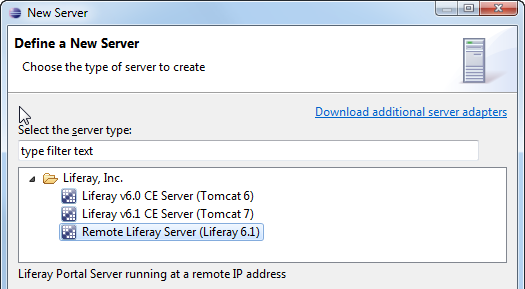 New Server
Define a New Server
Choose the type of server to create
Download additional server adapters
Select the server type:
type filter text
Liferay, Inc.
Liferay v6.0 CE Server (Tomcat 6)
Liferay v6.1 CE Server (Tomcat 7)
Remote Liferay Server (Liferay 6.1)
Liferay Portal Server running at a remote IP address